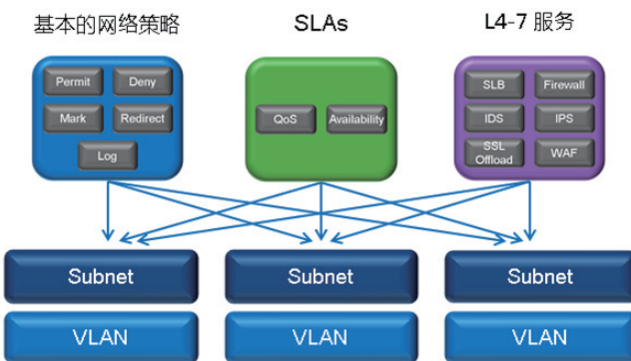 基本的网络策略
SLAs
L4-7 服务
Permit
Deny
Mark
Redirect
Log
QoS
Availability
SLB
Firewall
IDS
IPS
SSL
Offload
WAF
Subnet
Subnet
Subnet
VLAN
VLAN
VLAN